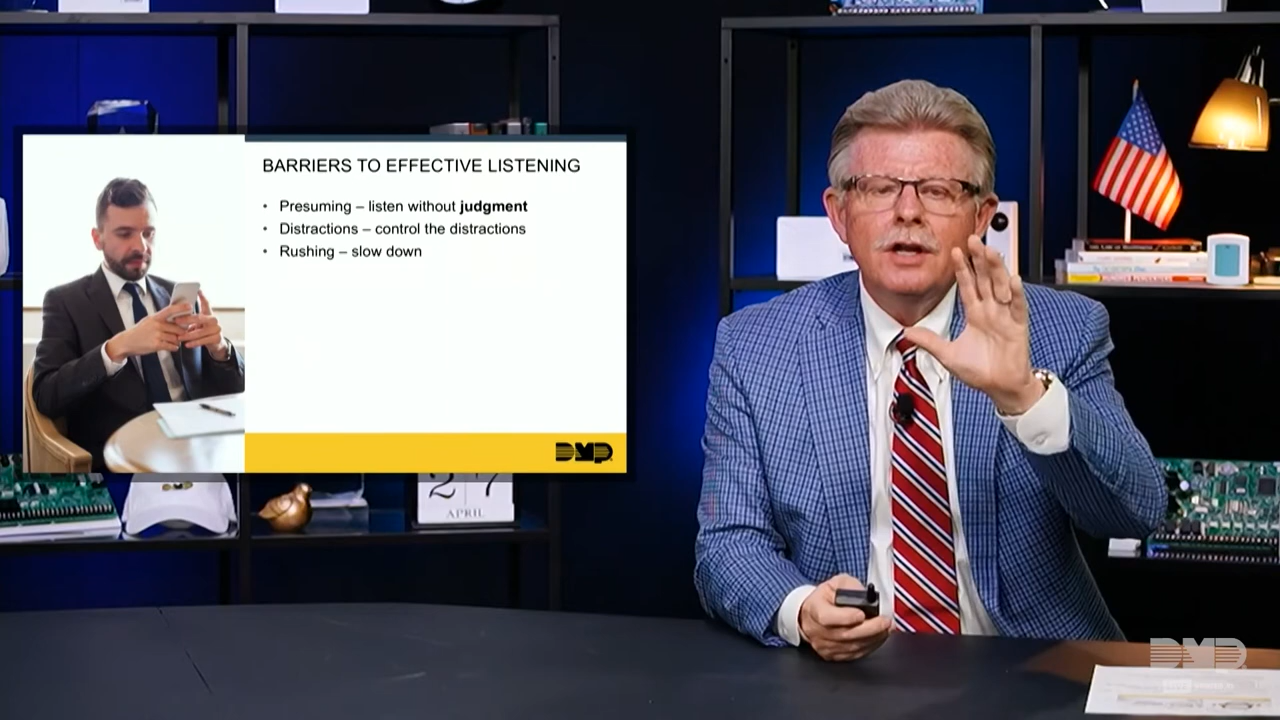 BARRIERS TO EFFECTIVE LISTENING
• Presuming – listen without judgment
• Distractions – control the distractions
• Rushing – slow down
DMP
27
APRIL
DMP